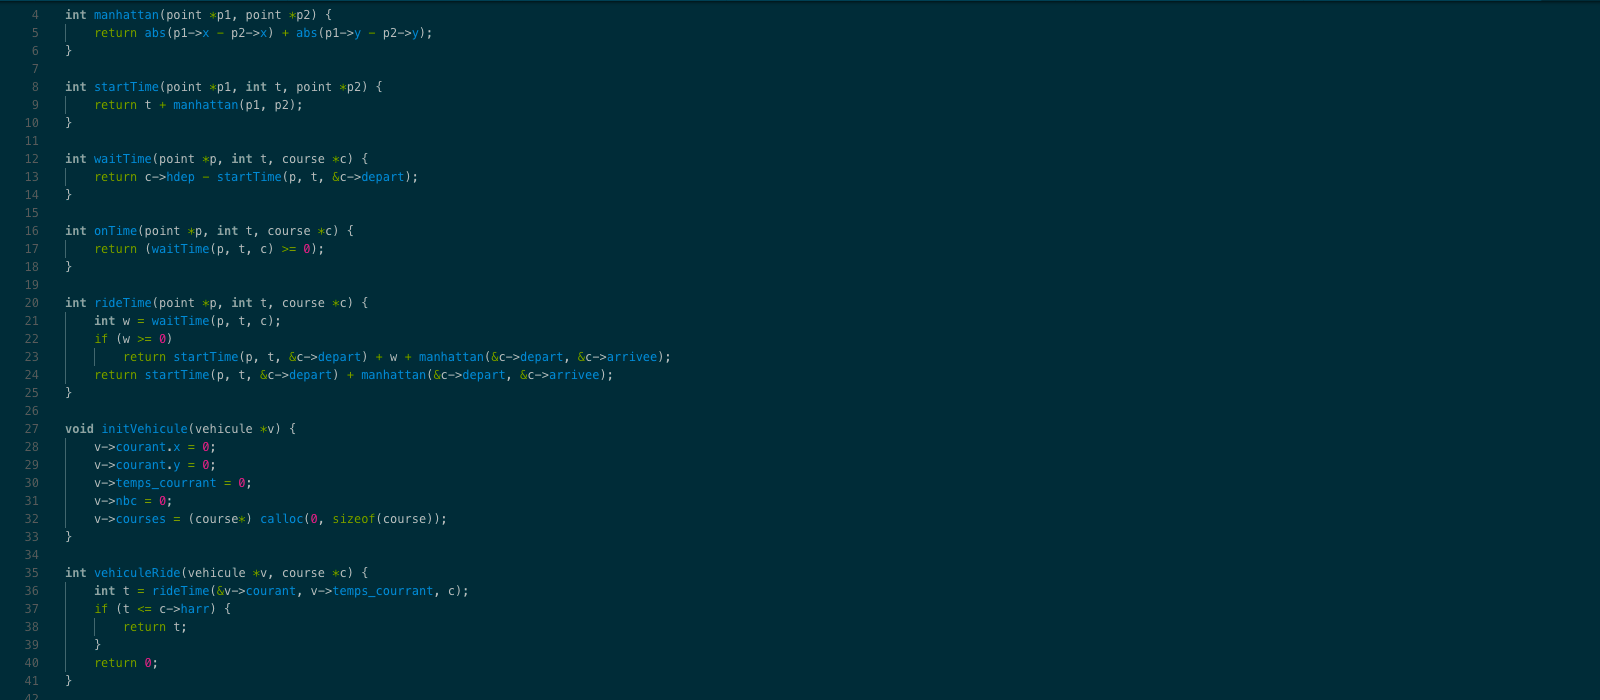 4 int manhattan(point *p1, point *p2) {
5     return abs(p1->x - p2->x) + abs(p1->y - p2->y);
6 }
7
8 int startTime(point *p1, int t, point *p2) {
9     return t + manhattan(p1, p2);
10 }
11
12 int waitTime(point *p, int t, course *c) {
13     return c->hdep - startTime(p, t, &c->depart);
14 }
15
16 int onTime(point *p, int t, course *c) {
17     return (waitTime(p, t, c) >= 0);
18 }
19
20 int rideTime(point *p, int t, course *c) {
21     int w = waitTime(p, t, c);
22     if (w >= 0)
23         return startTime(p, t, &c->depart) + w + manhattan(&c->depart, &c->arrivee);
24     return startTime(p, t, &c->depart) + manhattan(&c->depart, &c->arrivee);
25 }
26
27 void initVehicule(vehicule *v) {
28     v->courant.x = 0;
29     v->courant.y = 0;
30     v->temps_courrant = 0;
31     v->nbc = 0;
32     v->courses = (course*) calloc(0, sizeof(course));
33 }
34
35 int vehiculeRide(vehicule *v, course *c) {
36     int t = rideTime(&v->courant, v->temps_courrant, c);
37     if (t <= c->harr) {
38         return t;
39     }
40     return 0;
41 }
42